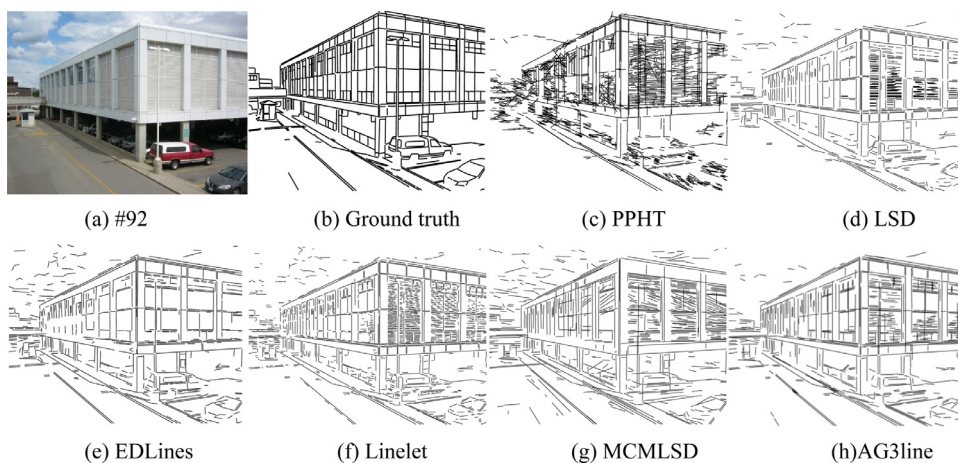 (a) #92
(b) Ground truth
(c) PPHT
(d) LSD
(e) EDLines
(f) Linelet
(g) MCMLSD
(h)AG3line